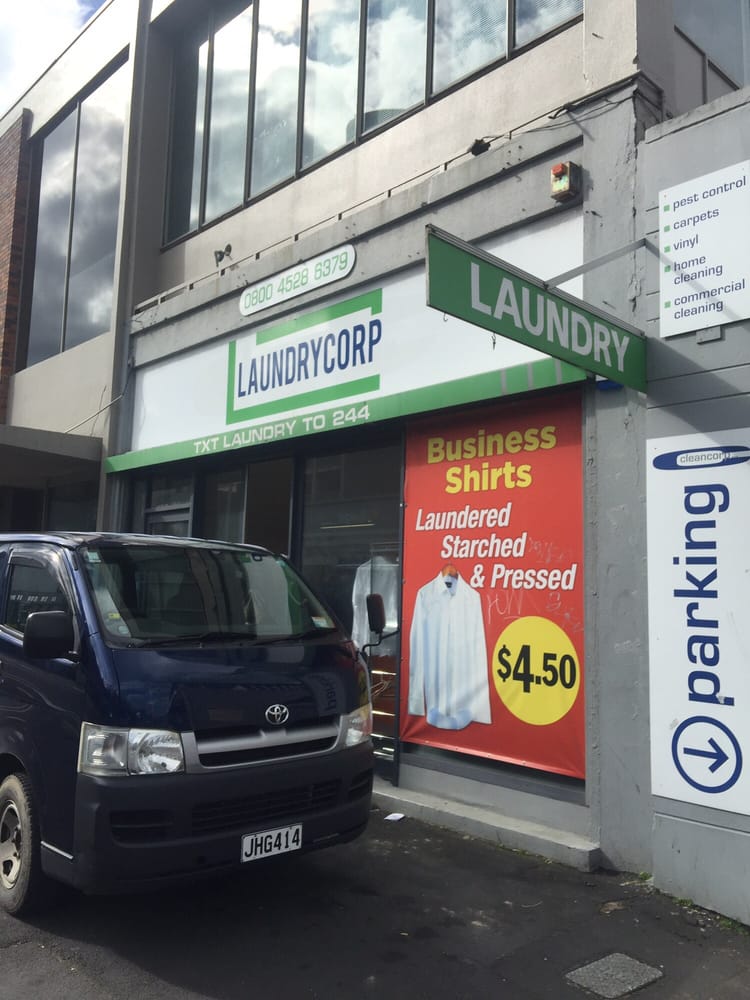 0800 4528 6379
LAUNDRYCORP
TXT LAUNDRY TO 244
LAUNDRY
Business
Shirts
Laundered
Starched
& Pressed
$4.50
pest control
carpets
vinyl
home
cleaning
commercial
cleaning
cleancorp
parking
JHG414